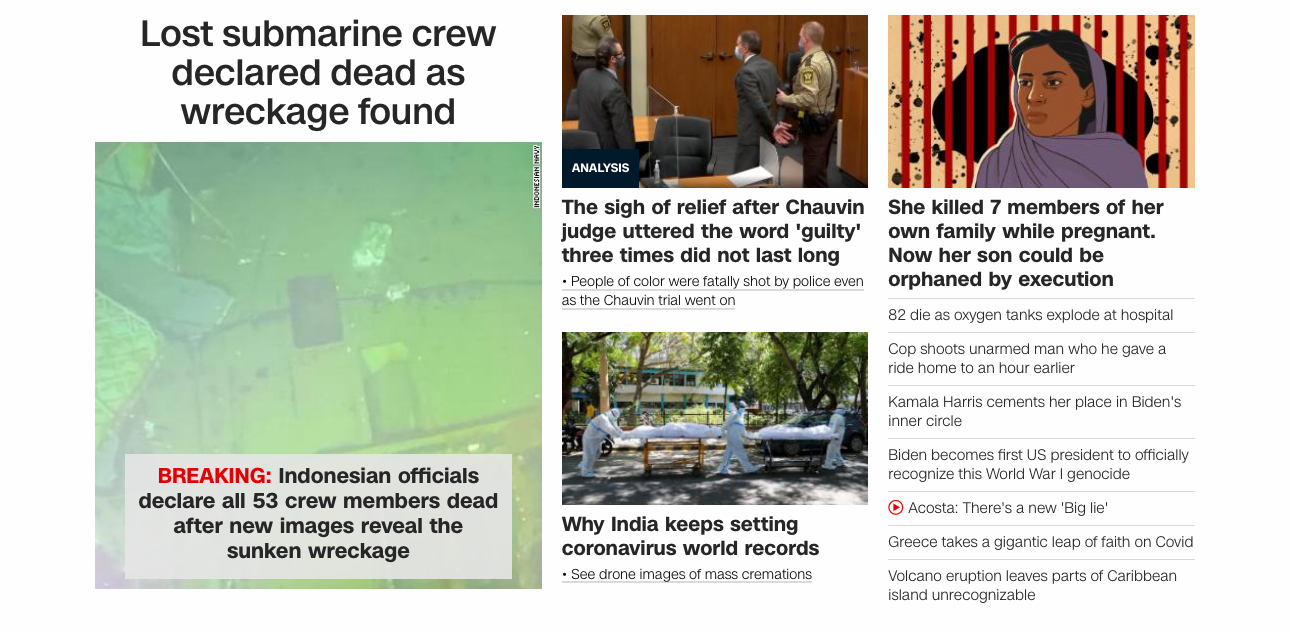 Lost submarine crew
declared dead as
wreckage found
INDONESIAN NAVY
BREAKING: Indonesian officials
declare all 53 crew members dead
after new images reveal the
sunken wreckage
ANALYSIS
The sigh of relief after Chauvin
judge uttered the word 'guilty'
three times did not last long
• People of color were fatally shot by police even
as the Chauvin trial went on
Why India keeps setting
coronavirus world records
• See drone images of mass cremations
She killed 7 members of her
own family while pregnant.
Now her son could be
orphaned by execution
82 die as oxygen tanks explode at hospital
Cop shoots unarmed man who he gave a
ride home to an hour earlier
Kamala Harris cements her place in Biden's
inner circle
Biden becomes first US president to officially
recognize this World War I genocide
Acosta: There's a new 'Big lie'
Greece takes a gigantic leap of faith on Covid
Volcano eruption leaves parts of Caribbean
island unrecognizable